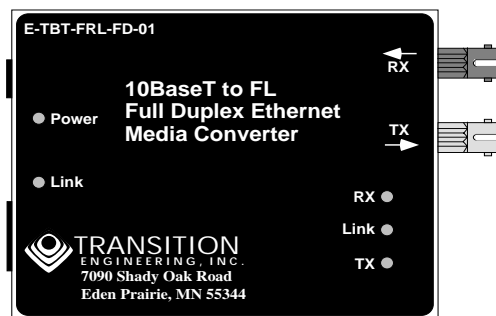 E-TBT-FRL-FD-01
RX
10BaseT to FL
Full Duplex Ethernet
Media Converter
Power
TX
Link
RX
Link
TX
TRANSITION
ENGINEERING, INC.
7090 Shady Oak Road
Eden Prairie, MN 55344